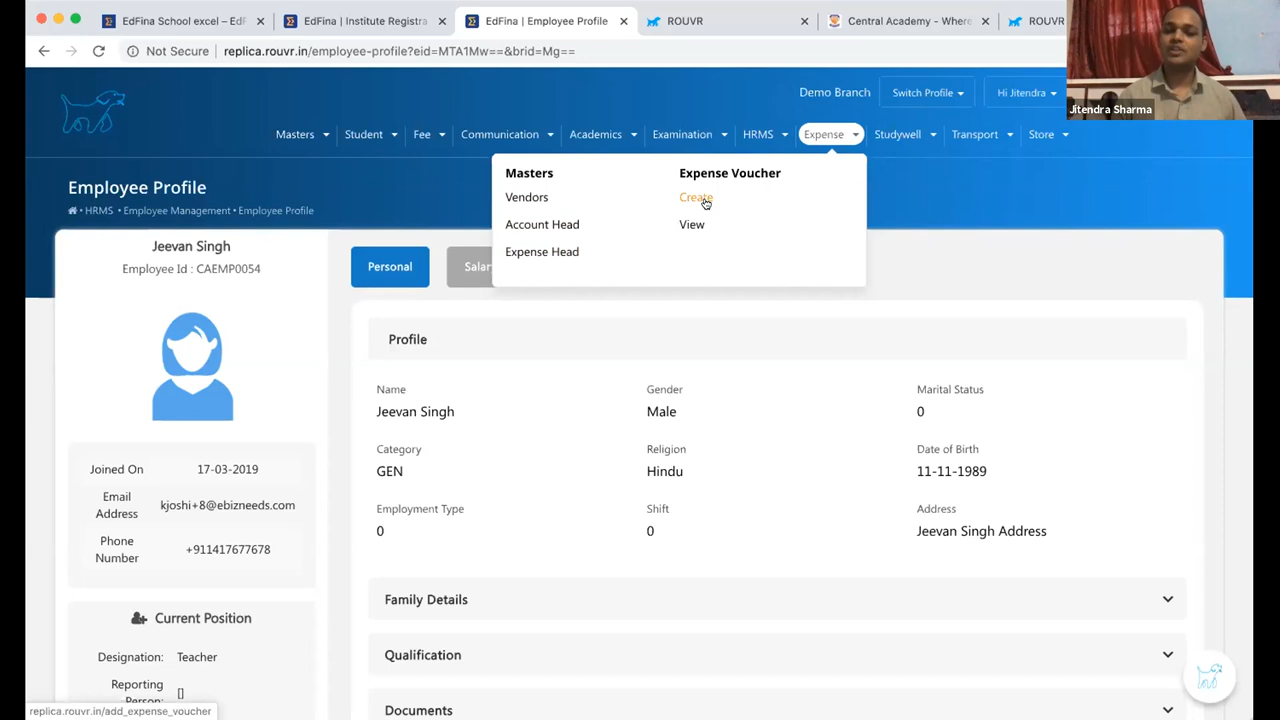 EdFina School excel – EdF
EdFina | Institute Registra
EdFina | Employee Profile
ROUVR
Central Academy - Where
ROUVR
Not Secure
replica.rouvr.in/employee-profile?eid=MTA1Mw==&brid=Mg==
Jitendra Sharma
Demo Branch
Switch Profile
Hi Jitendra
Masters
Student
Fee
Communication
Academics
Examination
HRMS
Expense
Studywell
Transport
Store
Masters
Vendors
Account Head
Expense Head
Expense Voucher
Create
View
Employee Profile
HRMS • Employee Management • Employee Profile
Jeevan Singh
Employee Id : CAEMP0054
Joined On 17-03-2019
Email Address kjoshi+8@ebizneeds.com
Phone Number +911417677678
Current Position
Designation: Teacher
Reporting Person: []
Personal
Salar
Profile
Name
Jeevan Singh
Gender
Male
Marital Status
0
Category
GEN
Religion
Hindu
Date of Birth
11-11-1989
Employment Type
0
Shift
0
Address
Jeevan Singh Address
Family Details
Qualification
Documents
replica.rouvr.in/add_expense_voucher